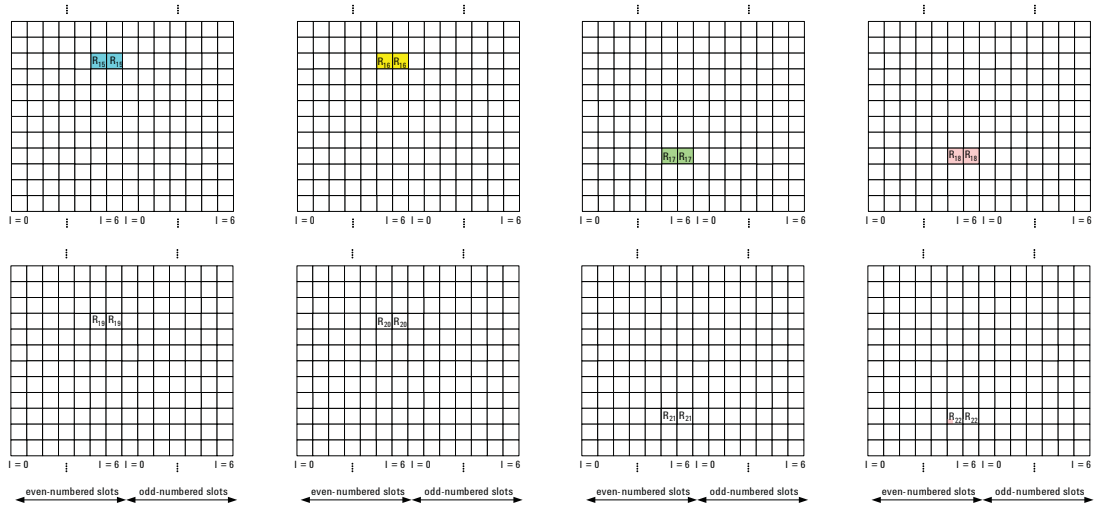 R15 R15
R16 R16
R17 R17
R18 R18
l = 0 l = 6 l = 0 l = 6
l = 0 l = 6 l = 0 l = 6
l = 0 l = 6 l = 0 l = 6
l = 0 l = 6 l = 0 l = 6
R19 R19
R20 R20
R21 R21
R22 R22
l = 0 l = 6 l = 0 l = 6
l = 0 l = 6 l = 0 l = 6
l = 0 l = 6 l = 0 l = 6
l = 0 l = 6 l = 0 l = 6
even-numbered slots odd-numbered slots
even-numbered slots odd-numbered slots
even-numbered slots odd-numbered slots
even-numbered slots odd-numbered slots